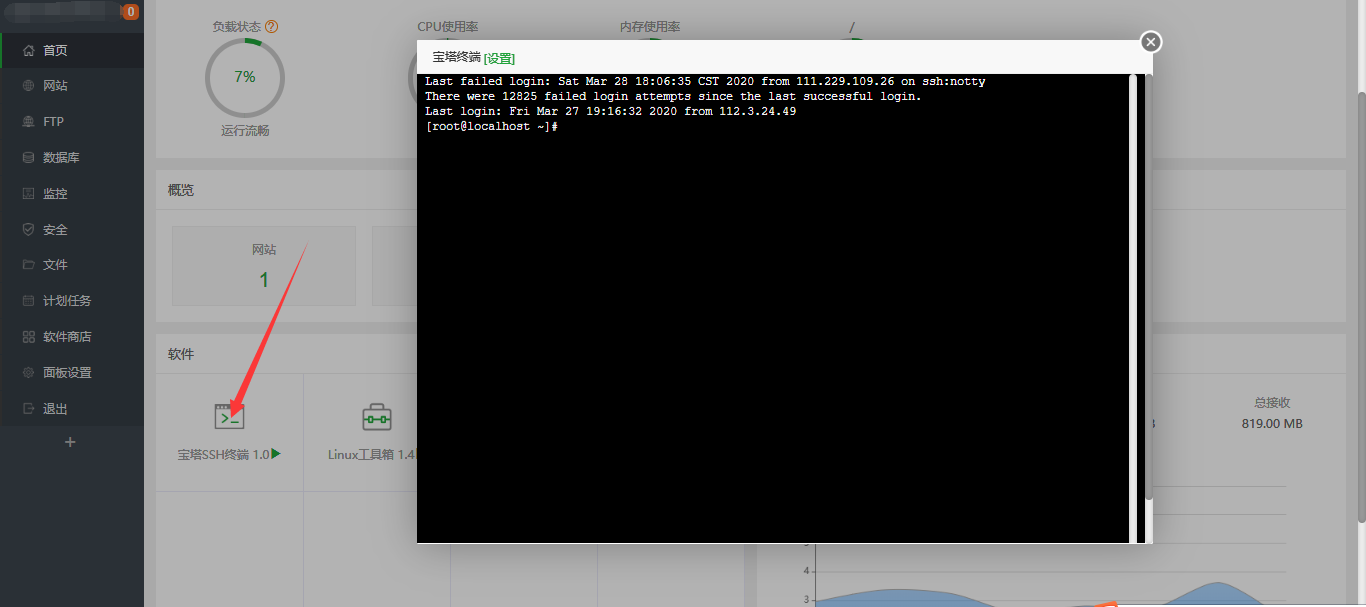 0
首页
网站
FTP
数据库
监控
安全
文件
计划任务
软件商店
面板设置
退出
+
负载状态 ?
CPU使用率
内存使用率
/
7%
运行流畅
概览
网站
1
软件
宝塔SSH终端 1.0
Linux工具箱 1.4
宝塔终端 [设置]
Last failed login: Sat Mar 28 18:06:35 CST 2020 from 111.229.109.26 on ssh:notty
There were 12825 failed login attempts since the last successful login.
Last login: Fri Mar 27 19:16:32 2020 from 112.3.24.49
[root@localhost ~]#
总接收
819.00 MB
4
3